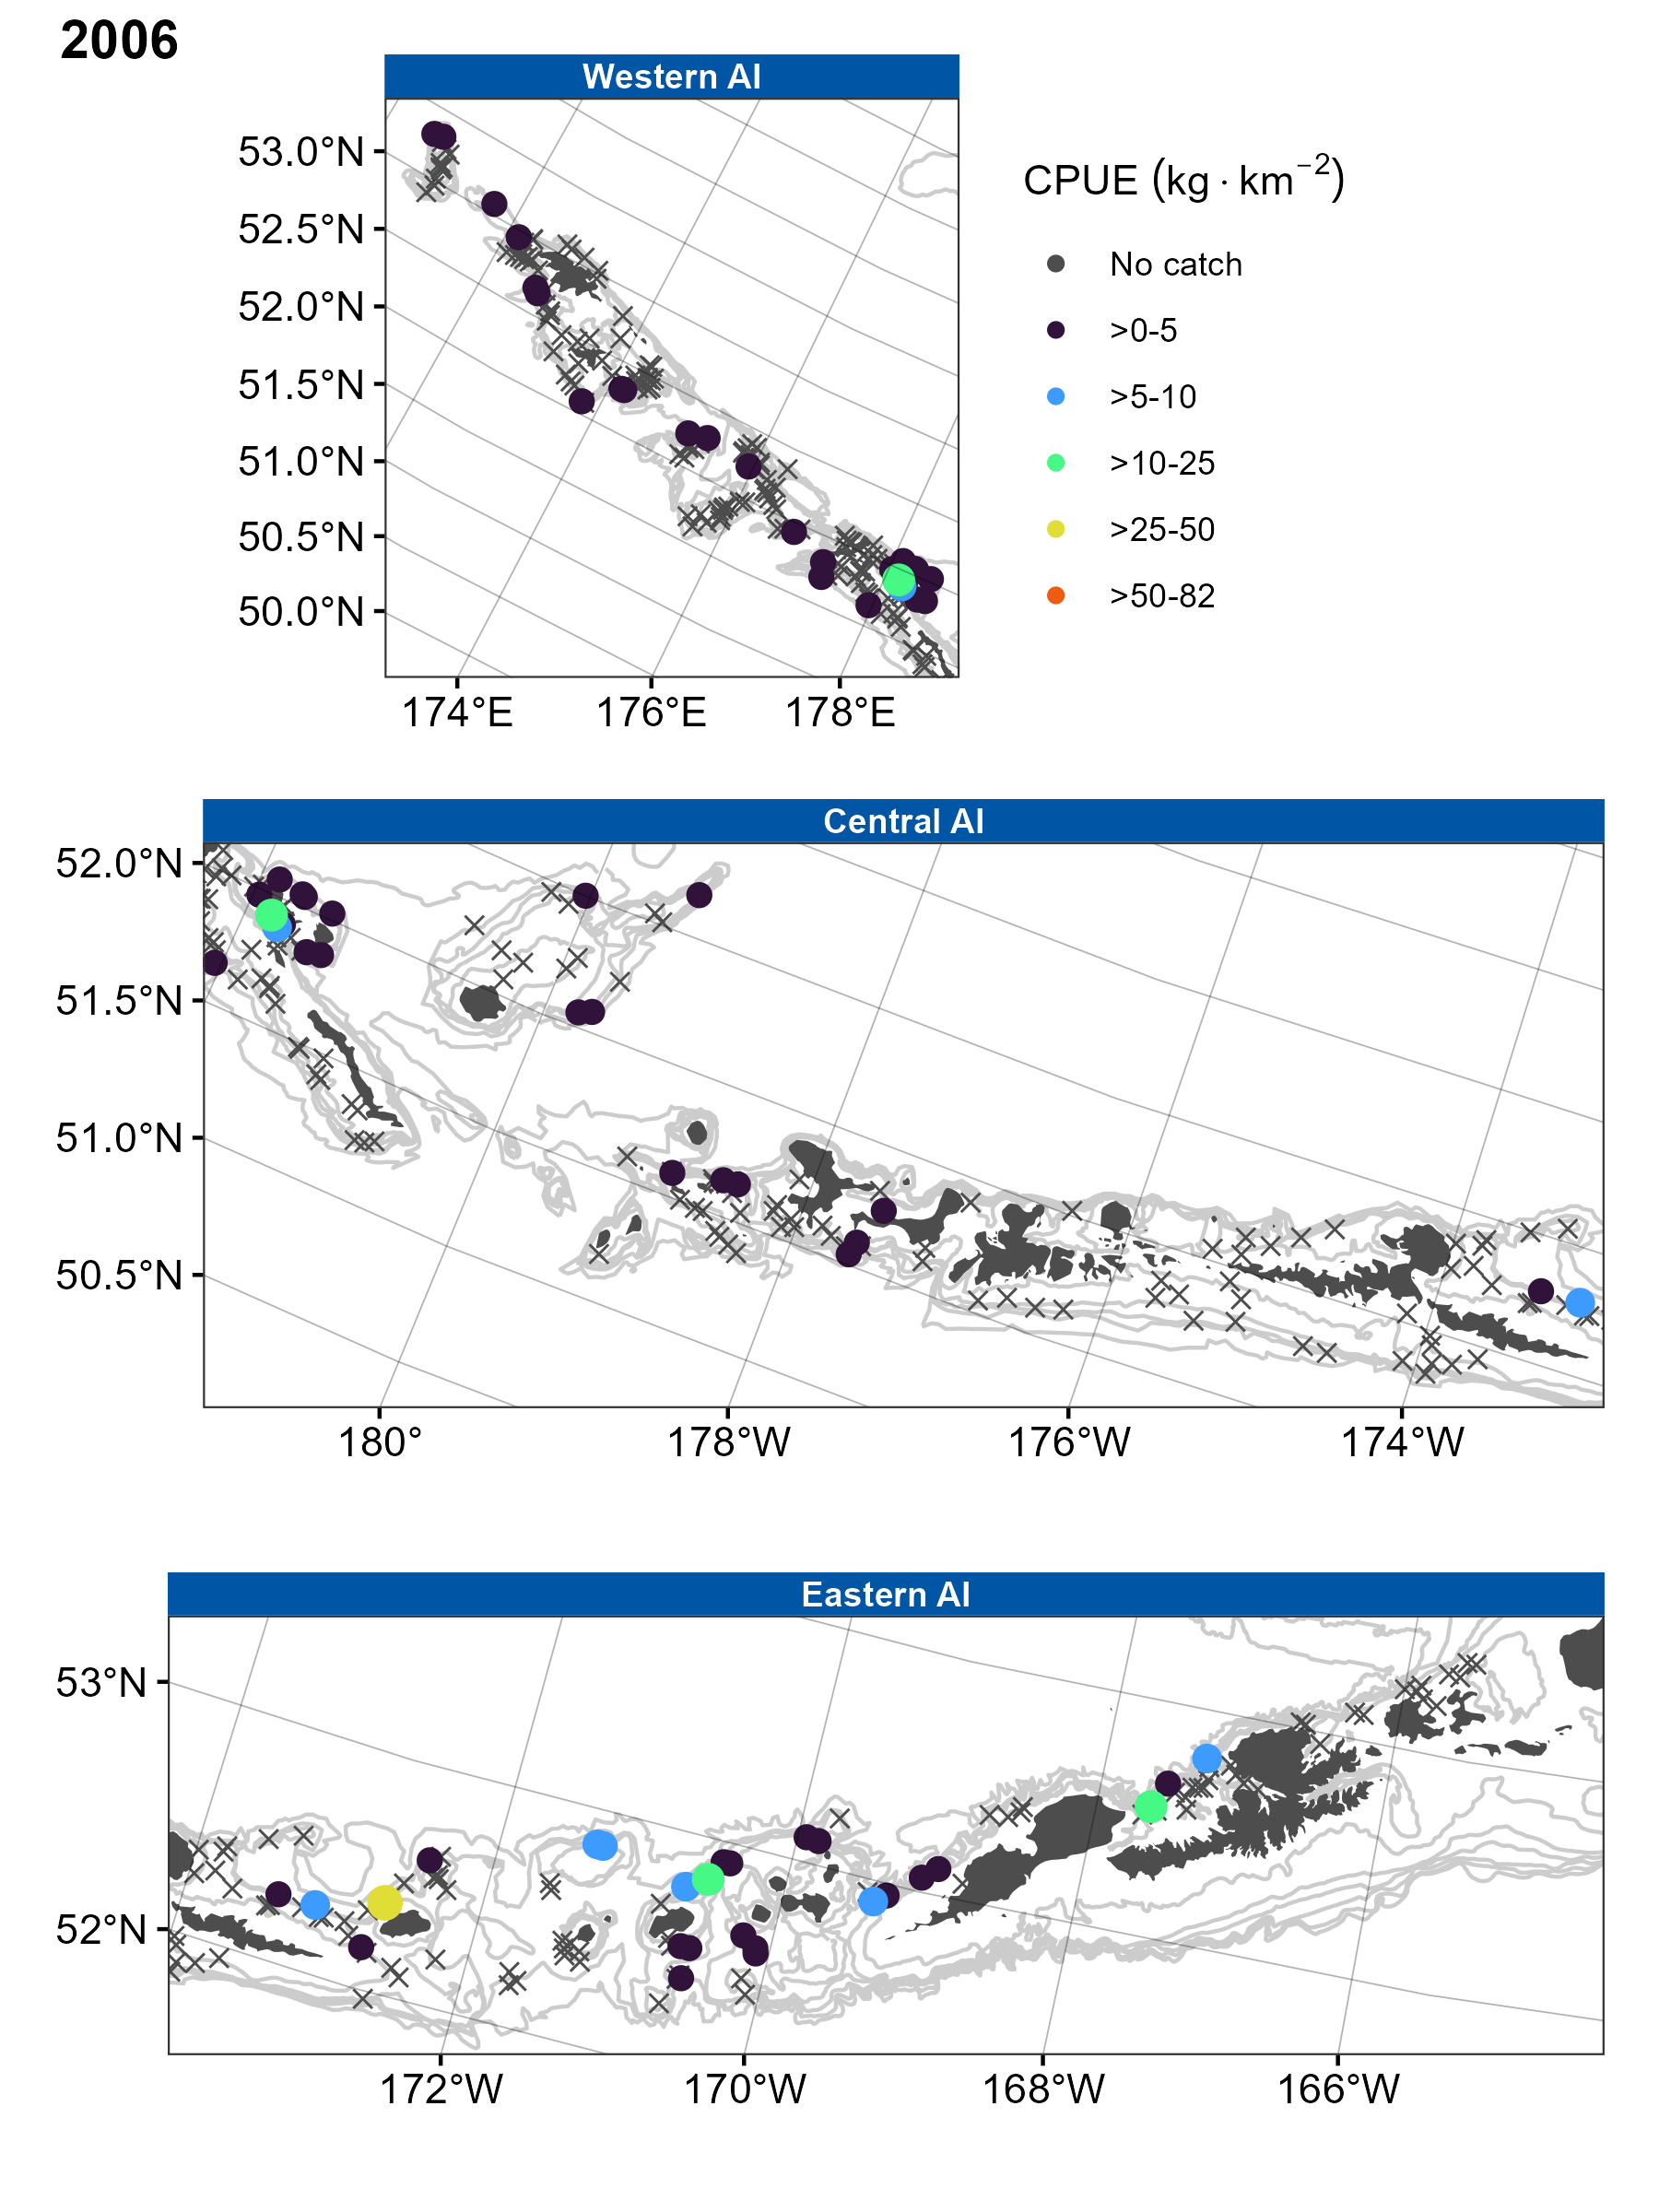 2006
Western AI
53.0°N
52.5°N
52.0°N
51.5°N
51.0°N
50.5°N
50.0°N
174°E 176°E 178°E
CPUE (kg · km⁻²)
No catch
>0-5
>5-10
>10-25
>25-50
>50-82
Central AI
52.0°N
51.5°N
51.0°N
50.5°N
180° 178°W 176°W 174°W
Eastern AI
53°N
52°N
172°W 170°W 168°W 166°W